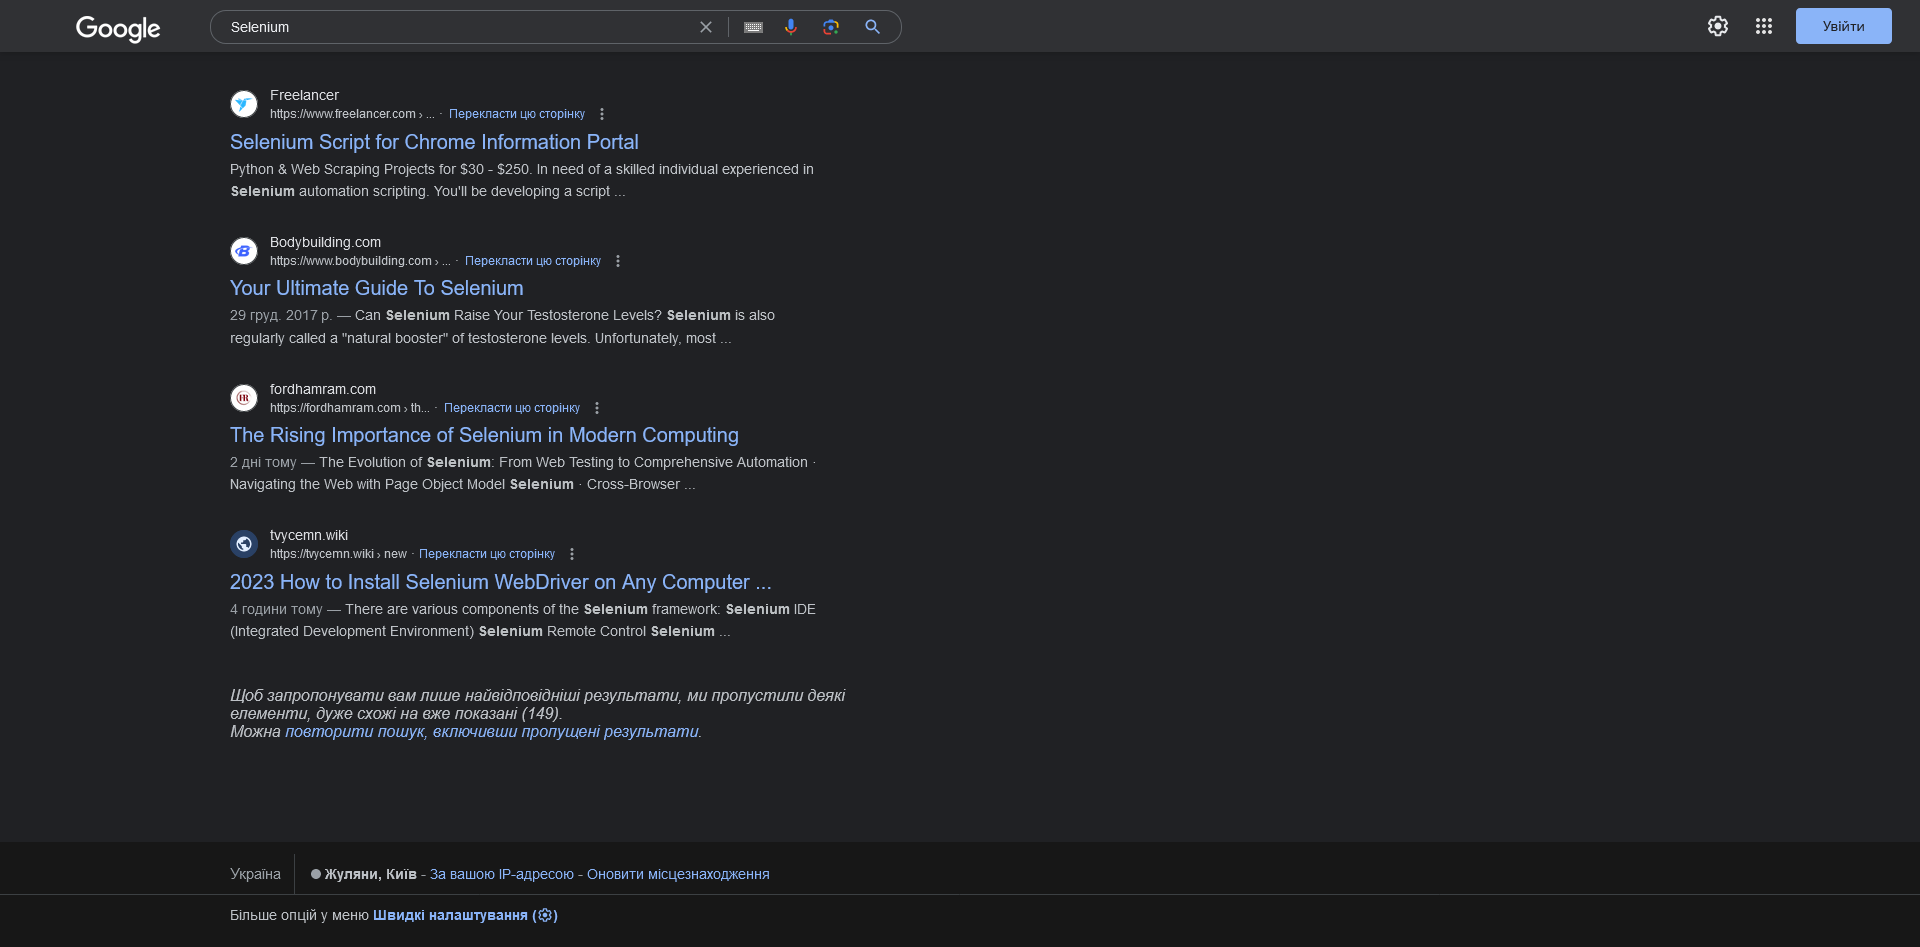 Google
Selenium
Увійти
Freelancer
https://www.freelancer.com › ... · Перекласти цю сторінку
Selenium Script for Chrome Information Portal
Python & Web Scraping Projects for $30 - $250. In need of a skilled individual experienced in
Selenium automation scripting. You'll be developing a script ...
Bodybuilding.com
https://www.bodybuilding.com › ... · Перекласти цю сторінку
Your Ultimate Guide To Selenium
29 груд. 2017 р. — Can Selenium Raise Your Testosterone Levels? Selenium is also
regularly called a "natural booster" of testosterone levels. Unfortunately, most ...
fordhamram.com
https://fordhamram.com › th... · Перекласти цю сторінку
The Rising Importance of Selenium in Modern Computing
2 дні тому — The Evolution of Selenium: From Web Testing to Comprehensive Automation ·
Navigating the Web with Page Object Model Selenium · Cross-Browser ...
tvycemn.wiki
https://tvycemn.wiki › new · Перекласти цю сторінку
2023 How to Install Selenium WebDriver on Any Computer ...
4 години тому — There are various components of the Selenium framework: Selenium IDE
(Integrated Development Environment) Selenium Remote Control Selenium ...
Щоб запропонувати вам лише найвідповідніші результати, ми пропустили деякі
елементи, дуже схожі на вже показані (149).
Можна повторити пошук, включивши пропущені результати.
Україна
Жуляни, Київ - За вашою IP-адресою - Оновити місцезнаходження
Більше опцій у меню Швидкі налаштування ( )